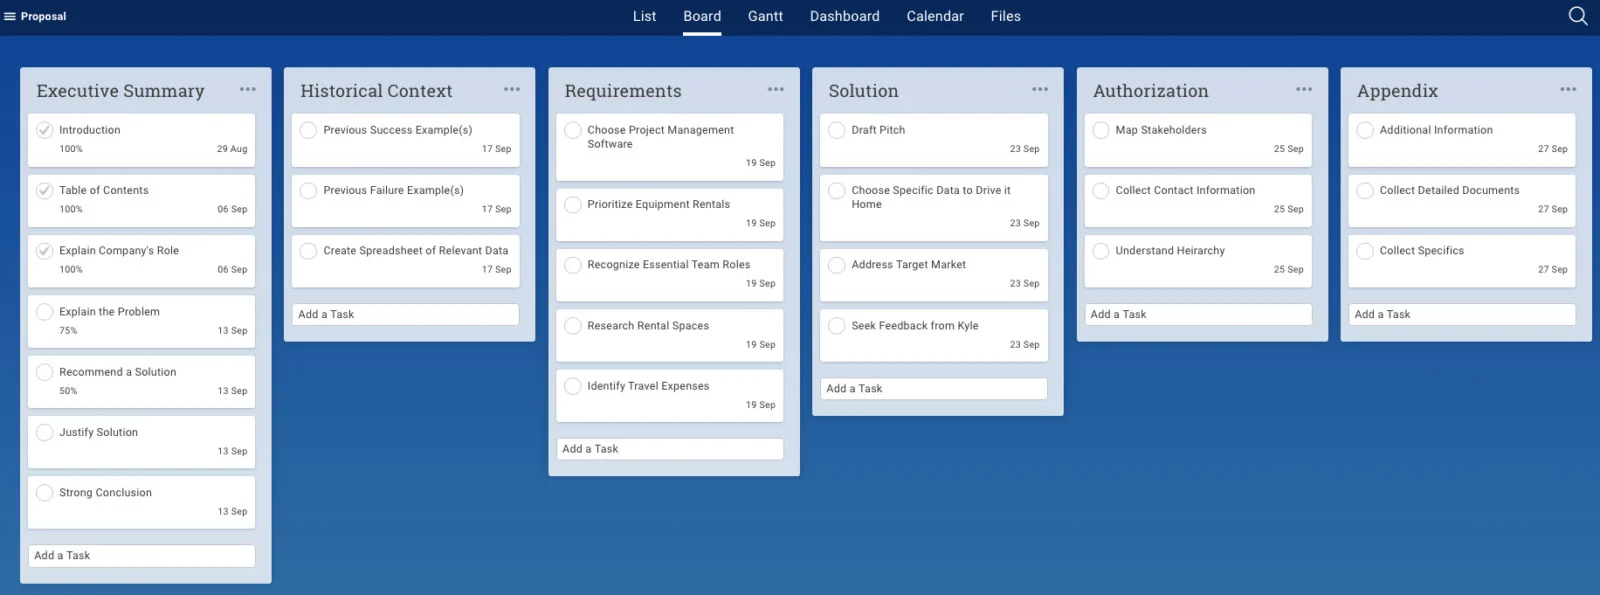 Proposal
List Board Gantt Dashboard Calendar Files
Executive Summary
Introduction
100% 29 Aug
Table of Contents
100% 06 Sep
Explain Company's Role
100% 06 Sep
Explain the Problem
75% 13 Sep
Recommend a Solution
50% 13 Sep
Justify Solution
13 Sep
Strong Conclusion
13 Sep
Add a Task
Historical Context
Previous Success Example(s)
17 Sep
Previous Failure Example(s)
17 Sep
Create Spreadsheet of Relevant Data
17 Sep
Add a Task
Requirements
Choose Project Management
Software
19 Sep
Prioritize Equipment Rentals
19 Sep
Recognize Essential Team Roles
19 Sep
Research Rental Spaces
19 Sep
Identify Travel Expenses
19 Sep
Add a Task
Solution
Draft Pitch
23 Sep
Choose Specific Data to Drive it
Home
23 Sep
Address Target Market
23 Sep
Seek Feedback from Kyle
23 Sep
Add a Task
Authorization
Map Stakeholders
25 Sep
Collect Contact Information
25 Sep
Understand Heirarchy
25 Sep
Add a Task
Appendix
Additional Information
27 Sep
Collect Detailed Documents
27 Sep
Collect Specifics
27 Sep
Add a Task